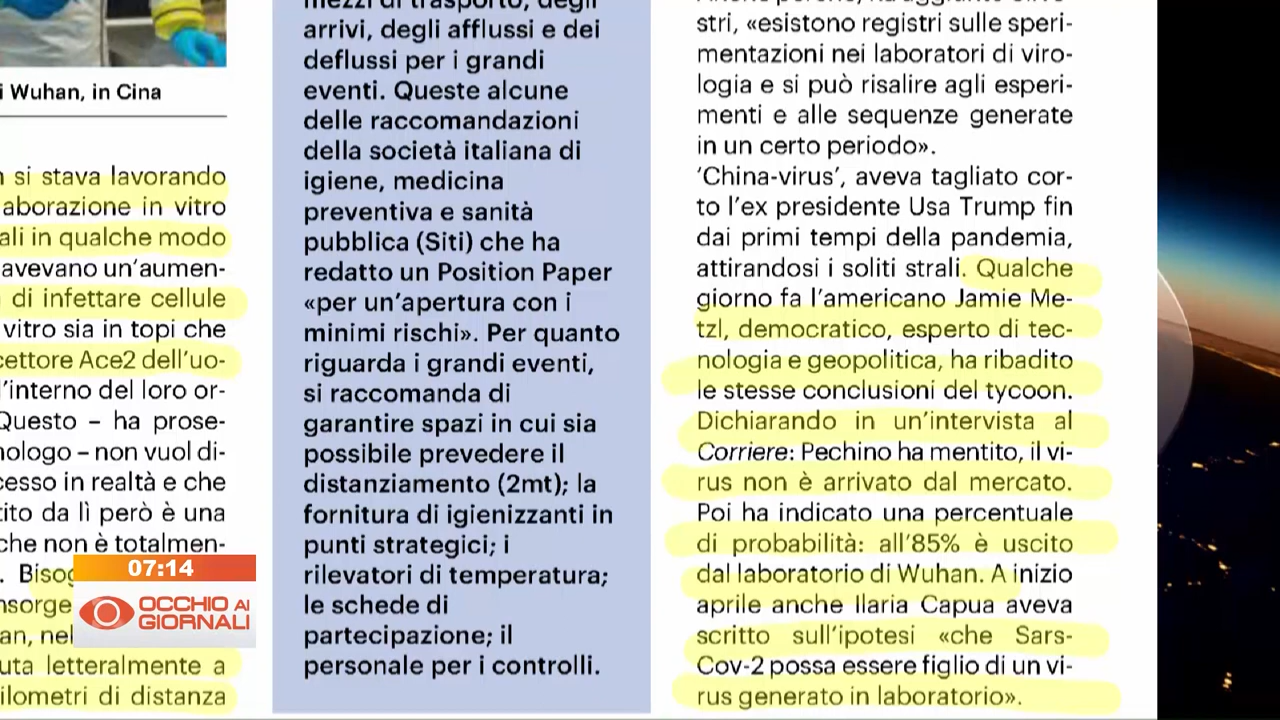 i Wuhan, in Cina
si stava lavorando
aborazione in vitro
ali in qualche modo
avevano un'aumen-
di infettare cellule
vitro sia in topi che
cettore Ace2 dell'uo-
l'interno del loro or-
Questo – ha prose-
nologo – non vuol di-
cesso in realtà e che
tito da lì però è una
che non è totalmen-
uta letteralmente a
ilometri di distanza
mezzi di trasporto, degli
arrivi, degli afflussi e dei
deflussi per i grandi
eventi. Queste alcune
delle raccomandazioni
della società italiana di
igiene, medicina
preventiva e sanità
pubblica (Siti) che ha
redatto un Position Paper
«per un'apertura con i
minimi rischi». Per quanto
riguarda i grandi eventi,
si raccomanda di
garantire spazi in cui sia
possibile prevedere il
distanziamento (2mt); la
fornitura di igienizzanti in
punti strategici; i
rilevatori di temperatura;
le schede di
partecipazione; il
personale per i controlli.
stri, «esistono registri sulle speri-
mentazioni nei laboratori di viro-
logia e si può risalire agli esperi-
menti e alle sequenze generate
in un certo periodo».
'China-virus', aveva tagliato cor-
to l'ex presidente Usa Trump fin
dai primi tempi della pandemia,
attirandosi i soliti strali. Qualche
giorno fa l'americano Jamie Me-
tzl, democratico, esperto di tec-
nologia e geopolitica, ha ribadito
le stesse conclusioni del tycoon.
Dichiarando in un'intervista al
Corriere: Pechino ha mentito, il vi-
rus non è arrivato dal mercato.
Poi ha indicato una percentuale
di probabilità: all'85% è uscito
dal laboratorio di Wuhan. A inizio
aprile anche Ilaria Capua aveva
scritto sull'ipotesi «che Sars-
Cov-2 possa essere figlio di un vi-
rus generato in laboratorio».
07:14
OCCHIO AI
GIORNALI